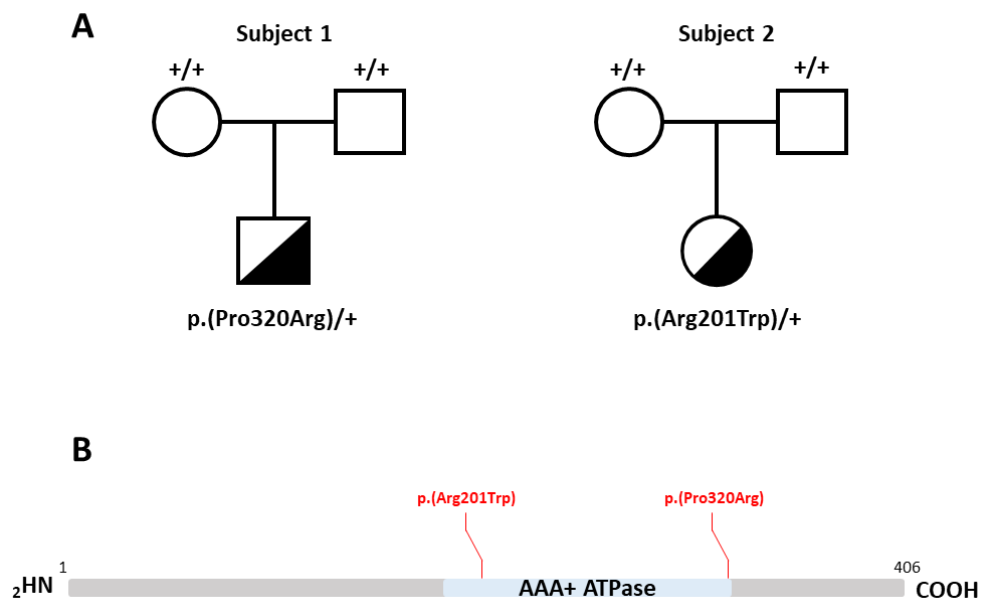 A
Subject 1
Subject 2
+/+
+/+
+/+
+/+
p.(Pro320Arg)/+
p.(Arg201Trp)/+
B
p.(Arg201Trp)
p.(Pro320Arg)
1
406
₂HN
AAA+ ATPase
COOH